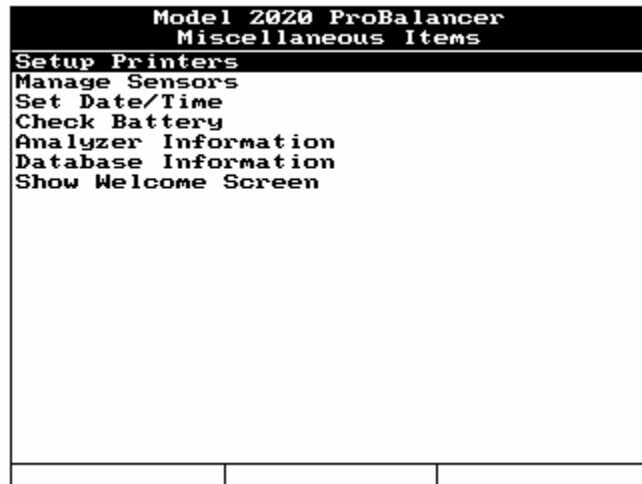 Model 2020 ProBalancer
Miscellaneous Items
Setup Printers
Manage Sensors
Set Date/Time
Check Battery
Analyzer Information
Database Information
Show Welcome Screen